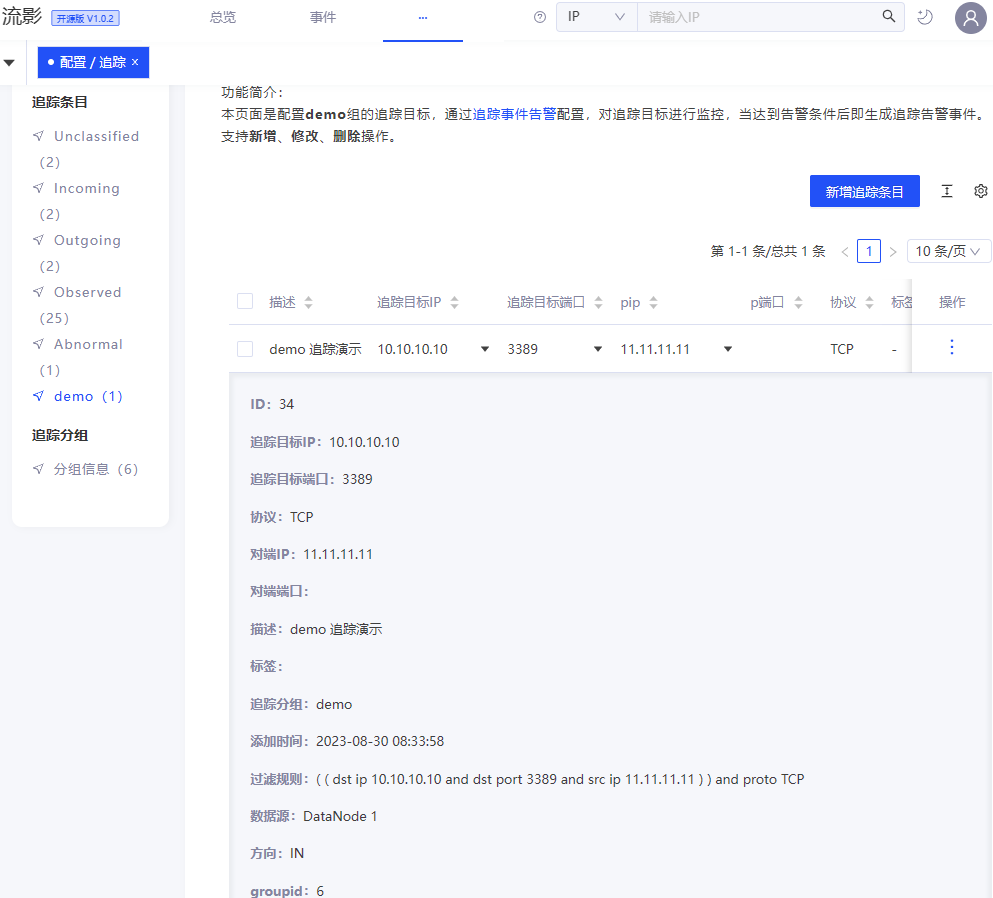 流影 开源版 V1.0.2 总览 事件 ... IP 请输入IP
配置 / 追踪 ×
追踪条目
Unclassified
(2)
Incoming
(2)
Outgoing
(2)
Observed
(25)
Abnormal
(1)
demo (1)
追踪分组
分组信息 (6)
功能简介：
本页面是配置demo组的追踪目标，通过追踪事件告警配置，对追踪目标进行监控，当达到告警条件后即生成追踪告警事件。
支持新增、修改、删除操作。
新增追踪条目
第 1-1 条/总共 1 条 < 1 > 10 条/页
描述 追踪目标IP 追踪目标端口 pip p端口 协议 标签 操作
demo 追踪演示 10.10.10.10 3389 11.11.11.11 TCP -
ID： 34
追踪目标IP： 10.10.10.10
追踪目标端口： 3389
协议： TCP
对端IP： 11.11.11.11
对端端口：
描述： demo 追踪演示
标签：
追踪分组： demo
添加时间： 2023-08-30 08:33:58
过滤规则： ( ( dst ip 10.10.10.10 and dst port 3389 and src ip 11.11.11.11 ) ) and proto TCP
数据源： DataNode 1
方向： IN
groupid： 6